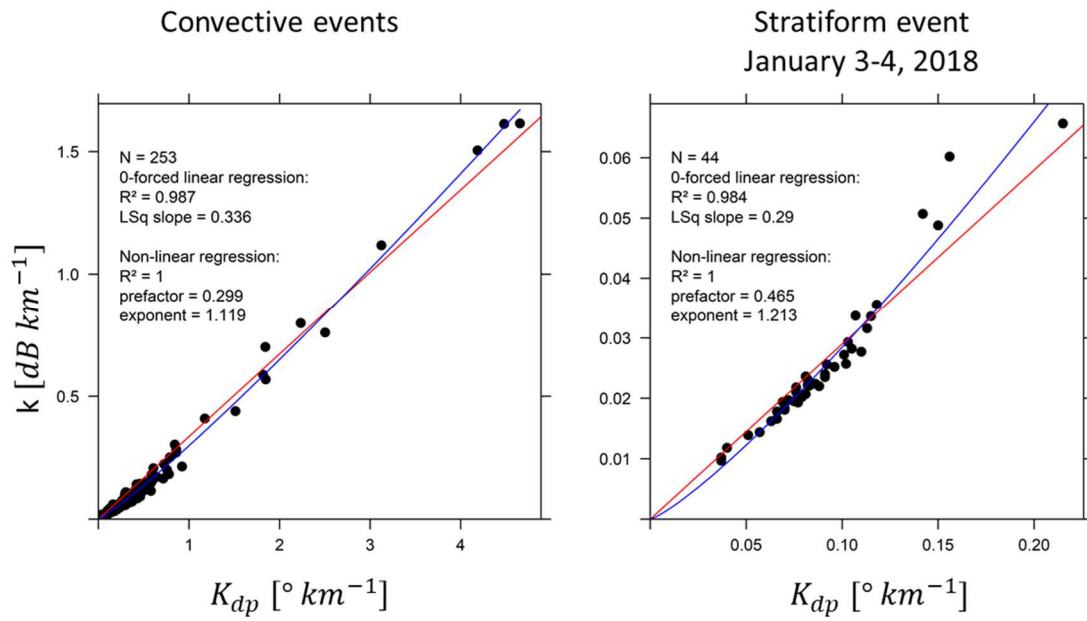 Convective events
N = 253
0-forced linear regression:
R² = 0.987
LSq slope = 0.336
Non-linear regression:
R² = 1
prefactor = 0.299
exponent = 1.119
k [dB km⁻¹]
1.5
1.0
0.5
1
2
3
4
K_dp [° km⁻¹]
Stratiform event
January 3-4, 2018
N = 44
0-forced linear regression:
R² = 0.984
LSq slope = 0.29
Non-linear regression:
R² = 1
prefactor = 0.465
exponent = 1.213
0.06
0.05
0.04
0.03
0.02
0.01
0.05
0.10
0.15
0.20
K_dp [° km⁻¹]